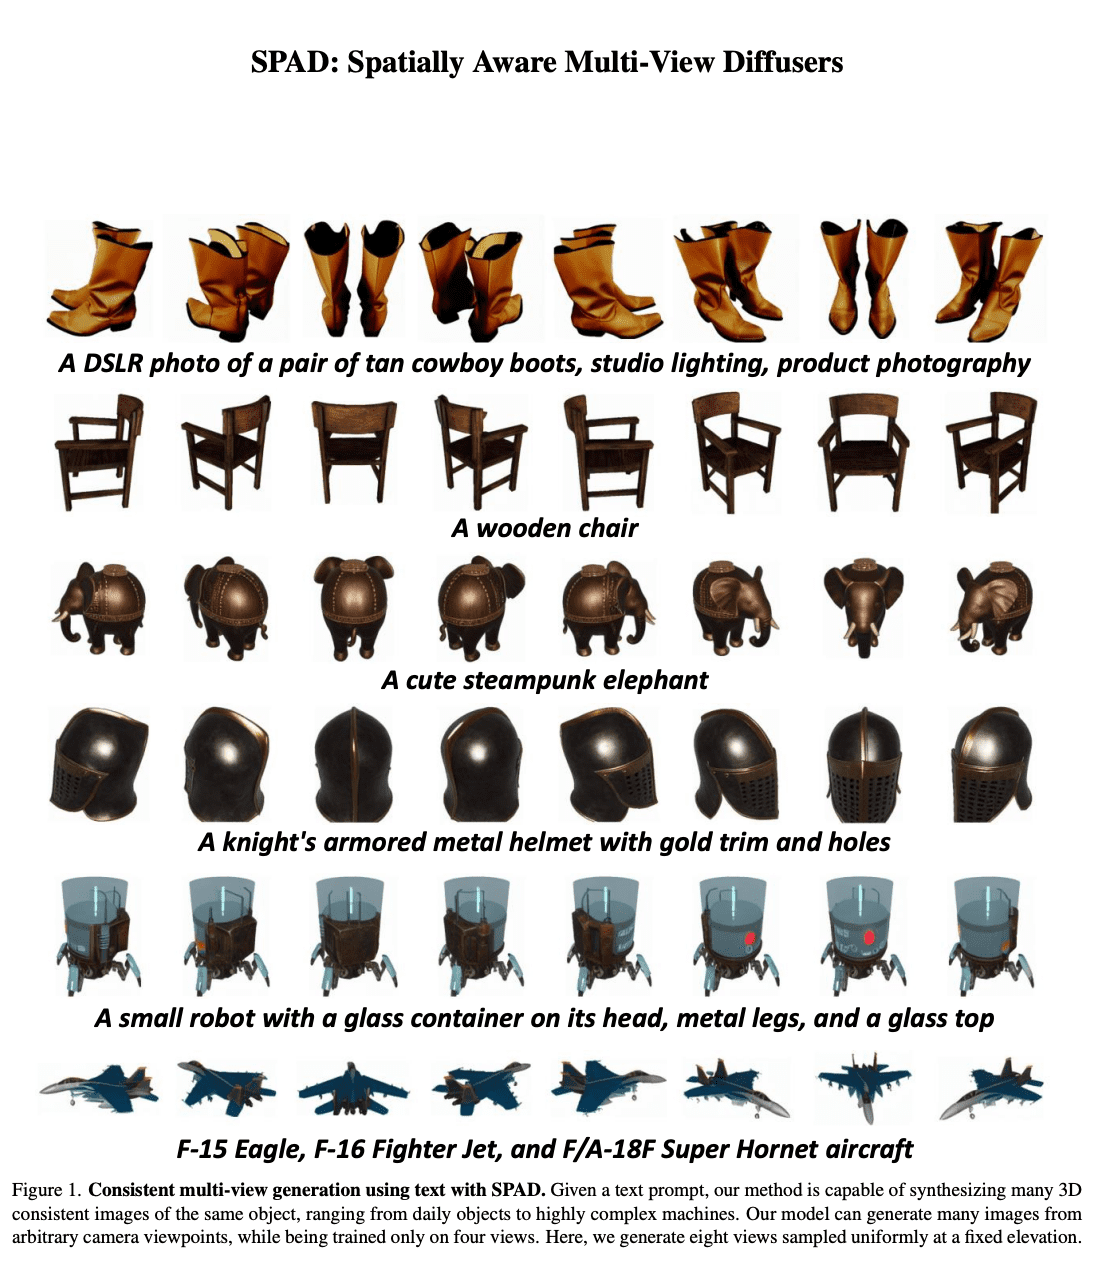 SPAD: Spatially Aware Multi-View Diffusers
A DSLR photo of a pair of tan cowboy boots, studio lighting, product photography
A wooden chair
A cute steampunk elephant
A knight's armored metal helmet with gold trim and holes
A small robot with a glass container on its head, metal legs, and a glass top
F-15 Eagle, F-16 Fighter Jet, and F/A-18F Super Hornet aircraft
Figure 1. Consistent multi-view generation using text with SPAD. Given a text prompt, our method is capable of synthesizing many 3D
consistent images of the same object, ranging from daily objects to highly complex machines. Our model can generate many images from
arbitrary camera viewpoints, while being trained only on four views. Here, we generate eight views sampled uniformly at a fixed elevation.